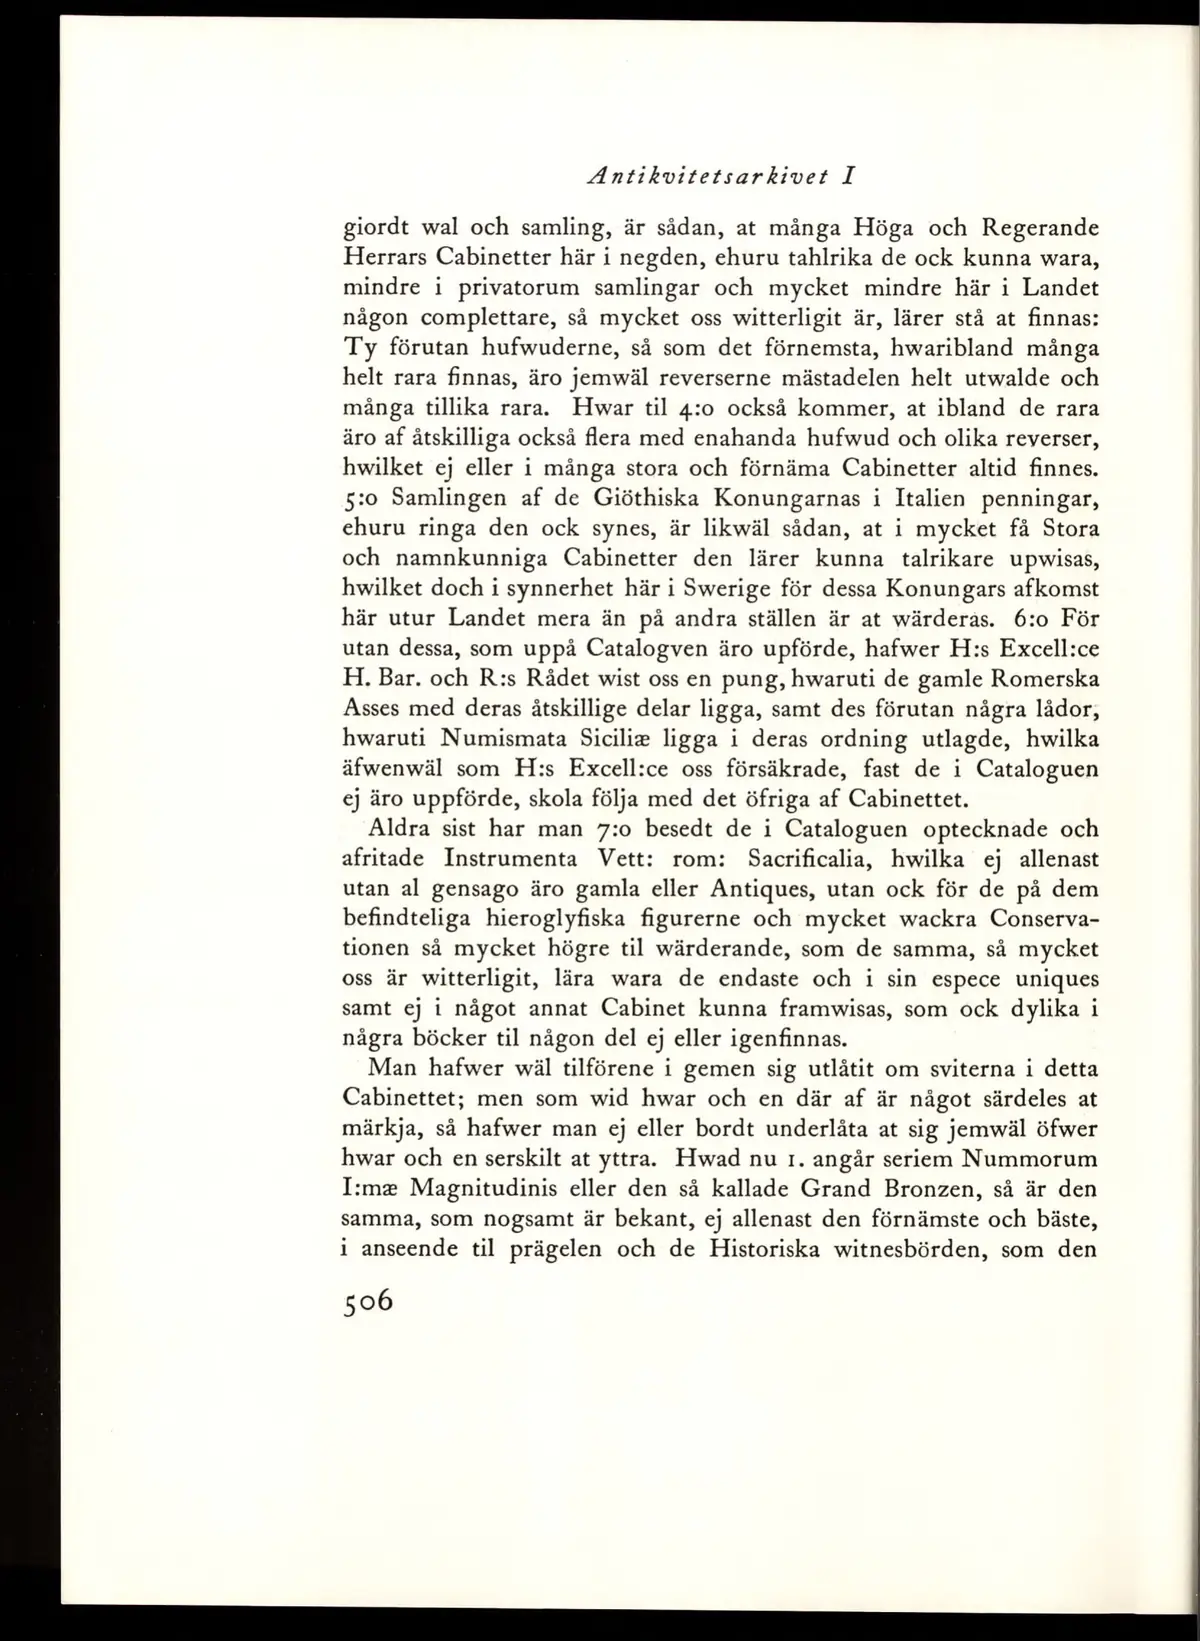 Antikvitetsarkivet I
giordt wal och samling, är sådan, at många Höga och Regerande
Herrars Cabinetter här i negden, ehuru tahlrika de ock kunna wara,
mindre i privatorum samlingar och mycket mindre här i Landet
någon complettare, så mycket oss witterligit är, lärer stå at finnas:
Ty förutan hufwuderne, så som det förnemsta, hwaribland många
helt rara finnas, äro jemwäl reverserne mästadelen helt utwalde och
många tillika rara. Hwar til 4:o också kommer, at ibland de rara
äro af åtskilliga också flera med enahanda hufwud och olika reverser,
hwilket ej eller i många stora och förnäma Cabinetter altid finnes.
5:o Samlingen af de Giöthiska Konungarnas i Italien penningar,
ehuru ringa den ock synes, är likwäl sådan, at i mycket få Stora
och namnkunniga Cabinetter den lärer kunna talrikare upwisas,
hwilket doch i synnerhet här i Swerige för dessa Konungars afkomst
här utur Landet mera än på andra ställen är at wärderas. 6:o För
utan dessa, som uppå Catalogven äro upförde, hafwer H:s Excell:ce
H. Bar. och R:s Rådet wist oss en pung, hwaruti de gamle Romerska
Asses med deras åtskillige delar ligga, samt des förutan några lådor,
hwaruti Numismata Siciliæ ligga i deras ordning utlagde, hwilka
äfwenwäl som H:s Excell:ce oss försäkrade, fast de i Cataloguen
ej äro uppförde, skola följa med det öfriga af Cabinettet.
Aldra sist har man 7:o besedt de i Cataloguen optecknade och
afritade Instrumenta Vett: rom: Sacrificalia, hwilka ej allenast
utan al gensago äro gamla eller Antiques, utan ock för de på dem
befindteliga hieroglyfiska figurerne och mycket wackra Conserva-
tionen så mycket högre til wärderande, som de samma, så mycket
oss är witterligit, lära wara de endaste och i sin espece uniques
samt ej i något annat Cabinet kunna framwisas, som ock dylika i
några böcker til någon del ej eller igenfinnas.
Man hafwer wäl tilförene i gemen sig utlåtit om sviterna i detta
Cabinettet; men som wid hwar och en där af är något särdeles at
märkja, så hafwer man ej eller bordt underlåta at sig jemwäl öfwer
hwar och en serskilt at yttra. Hwad nu 1. angår seriem Nummorum
I:mæ Magnitudinis eller den så kallade Grand Bronzen, så är den
samma, som nogsamt är bekant, ej allenast den förnämste och bäste,
i anseende til prägelen och de Historiska witnesbörden, som den
506